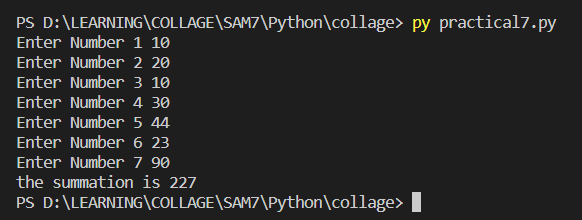 PS D:\LEARNING\COLLAGE\SAM7\Python\collage> py practical7.py
Enter Number 1 10
Enter Number 2 20
Enter Number 3 10
Enter Number 4 30
Enter Number 5 44
Enter Number 6 23
Enter Number 7 90
the summation is 227
PS D:\LEARNING\COLLAGE\SAM7\Python\collage>